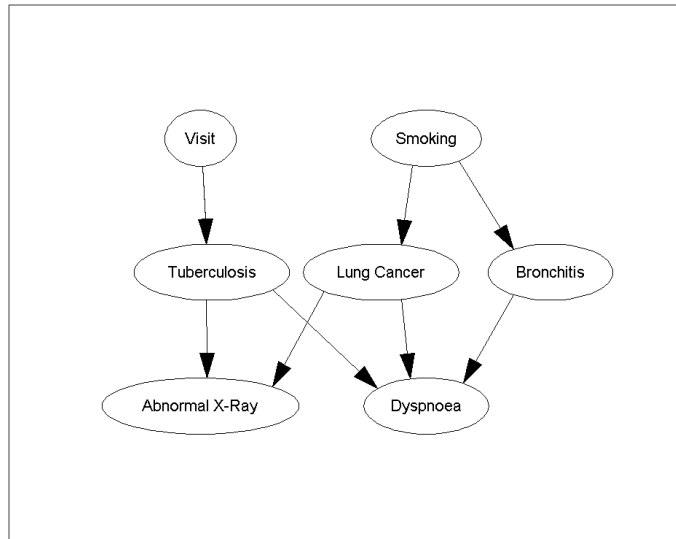 Visit
Smoking
Tuberculosis
Lung Cancer
Bronchitis
Abnormal X-Ray
Dyspnoea